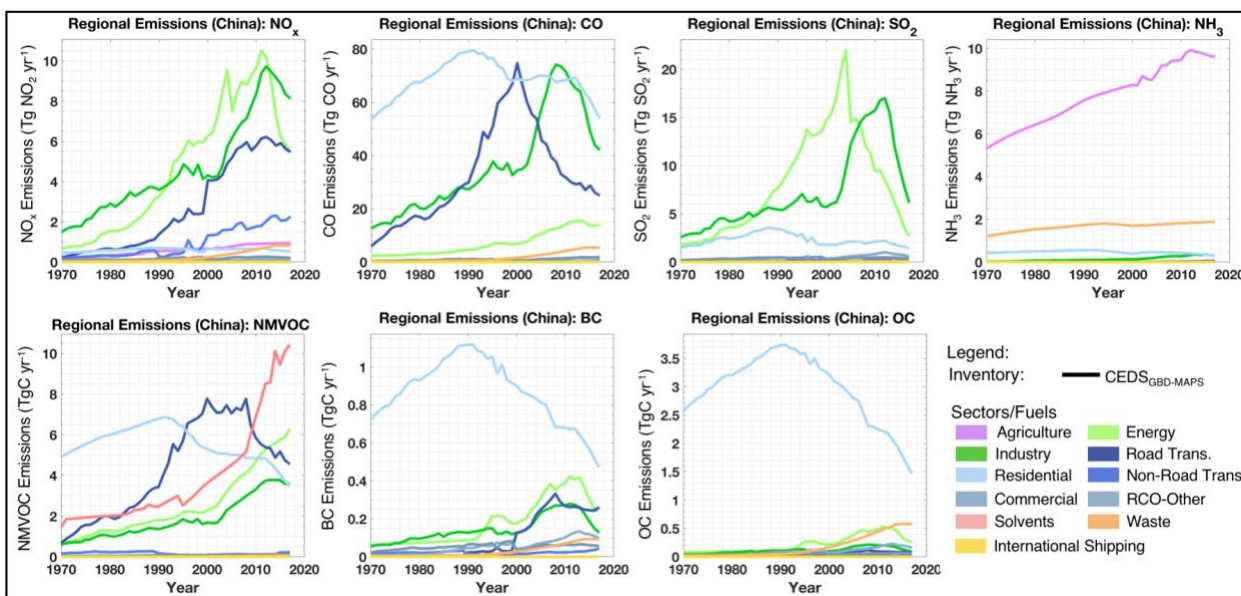 Regional Emissions (China): NOx
NOx Emissions (Tg NO2 yr-1)
10
8
6
4
2
0
1970 1980 1990 2000 2010 2020
Year
Regional Emissions (China): CO
CO Emissions (Tg CO yr-1)
80
60
40
20
0
1970 1980 1990 2000 2010 2020
Year
Regional Emissions (China): SO2
SO2 Emissions (Tg SO2 yr-1)
20
15
10
5
0
1970 1980 1990 2000 2010 2020
Year
Regional Emissions (China): NH3
NH3 Emissions (Tg NH3 yr-1)
10
8
6
4
2
0
1970 1980 1990 2000 2010 2020
Year
Regional Emissions (China): NMVOC
NMVOC Emissions (TgC yr-1)
10
8
6
4
2
0
1970 1980 1990 2000 2010 2020
Year
Regional Emissions (China): BC
BC Emissions (TgC yr-1)
1
0.8
0.6
0.4
0.2
0
1970 1980 1990 2000 2010 2020
Year
Regional Emissions (China): OC
OC Emissions (TgC yr-1)
3.5
3
2.5
2
1.5
1
0.5
0
1970 1980 1990 2000 2010 2020
Year
Legend:
Inventory: CEDSGBD-MAPS
Sectors/Fuels
Agriculture Energy
Industry Road Trans.
Residential Non-Road Trans
Commercial RCO-Other
Solvents Waste
International Shipping